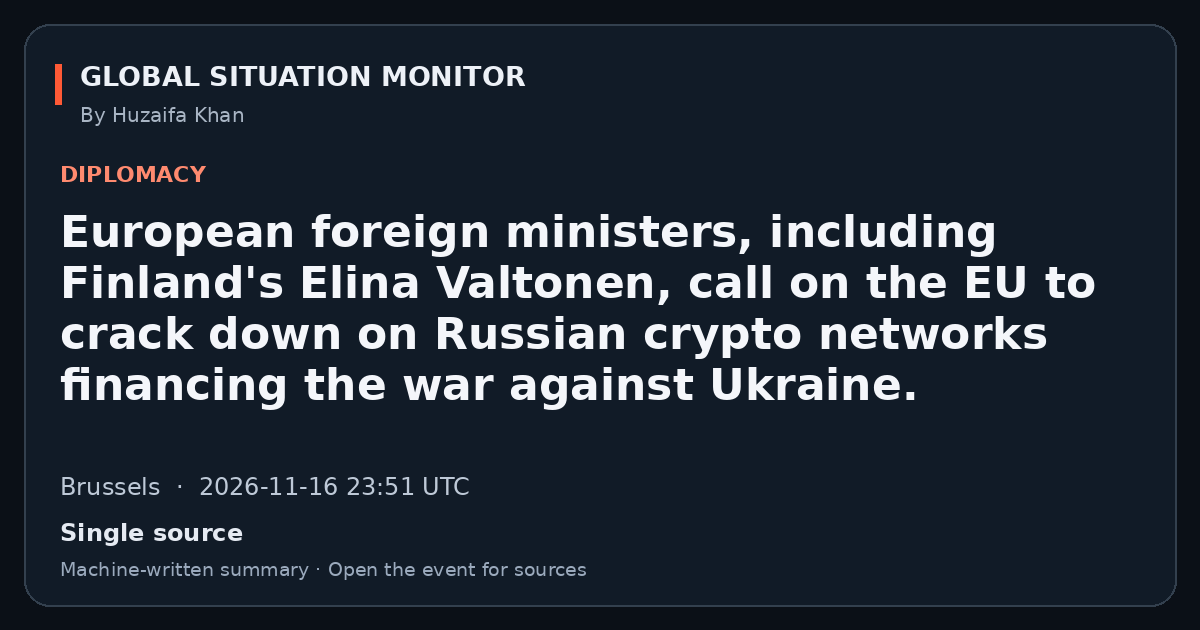 GLOBAL SITUATION MONITOR
By Huzaifa Khan
DIPLOMACY
European foreign ministers, including
Finland's Elina Valtonen, call on the EU to
crack down on Russian crypto networks
financing the war against Ukraine.
Brussels · 2026-11-16 23:51 UTC
Single source
Machine-written summary · Open the event for sources